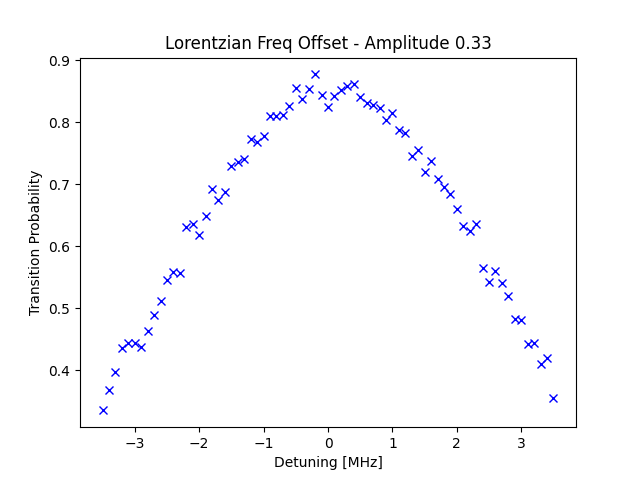 Lorentzian Freq Offset - Amplitude 0.33
0.9
0.8
0.7
0.6
0.5
0.4
Transition Probability
−3 −2 −1 0 1 2 3
Detuning [MHz]